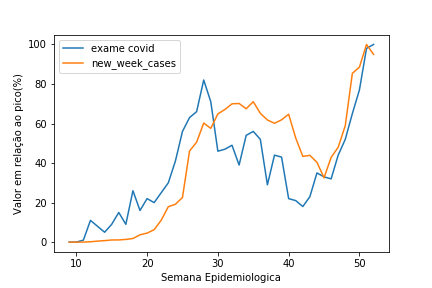 exame covid
new_week_cases
Valor em relação ao pico(%)
100
80
60
40
20
0
10 20 30 40 50
Semana Epidemiologica